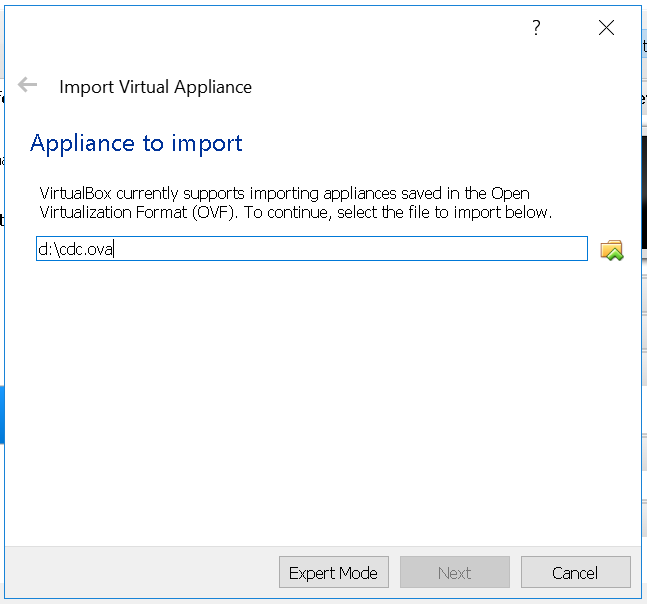 ?
Import Virtual Appliance
Appliance to import
VirtualBox currently supports importing appliances saved in the Open
Virtualization Format (OVF). To continue, select the file to import below.
d:\cdc.ova
Expert Mode
Next
Cancel